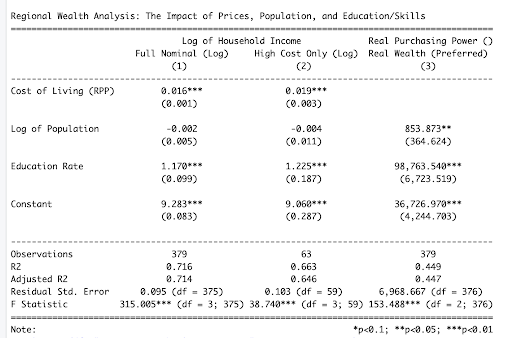 Regional Wealth Analysis: The Impact of Prices, Population, and Education/Skills
Log of Household Income Real Purchasing Power ()
Full Nominal (Log) High Cost Only (Log) Real Wealth (Preferred)
(1) (2) (3)
Cost of Living (RPP) 0.016*** 0.019***
(0.001) (0.003)
Log of Population -0.002 -0.004 853.873**
(0.005) (0.011) (364.624)
Education Rate 1.170*** 1.225*** 98,763.540***
(0.099) (0.187) (6,723.519)
Constant 9.283*** 9.060*** 36,726.970***
(0.083) (0.287) (4,244.703)
Observations 379 63 379
R2 0.716 0.663 0.449
Adjusted R2 0.714 0.646 0.447
Residual Std. Error 0.095 (df = 375) 0.103 (df = 59) 6,968.667 (df = 376)
F Statistic 315.005*** (df = 3; 375) 38.740*** (df = 3; 59) 153.488*** (df = 2; 376)
Note: *p<0.1; **p<0.05; ***p<0.01